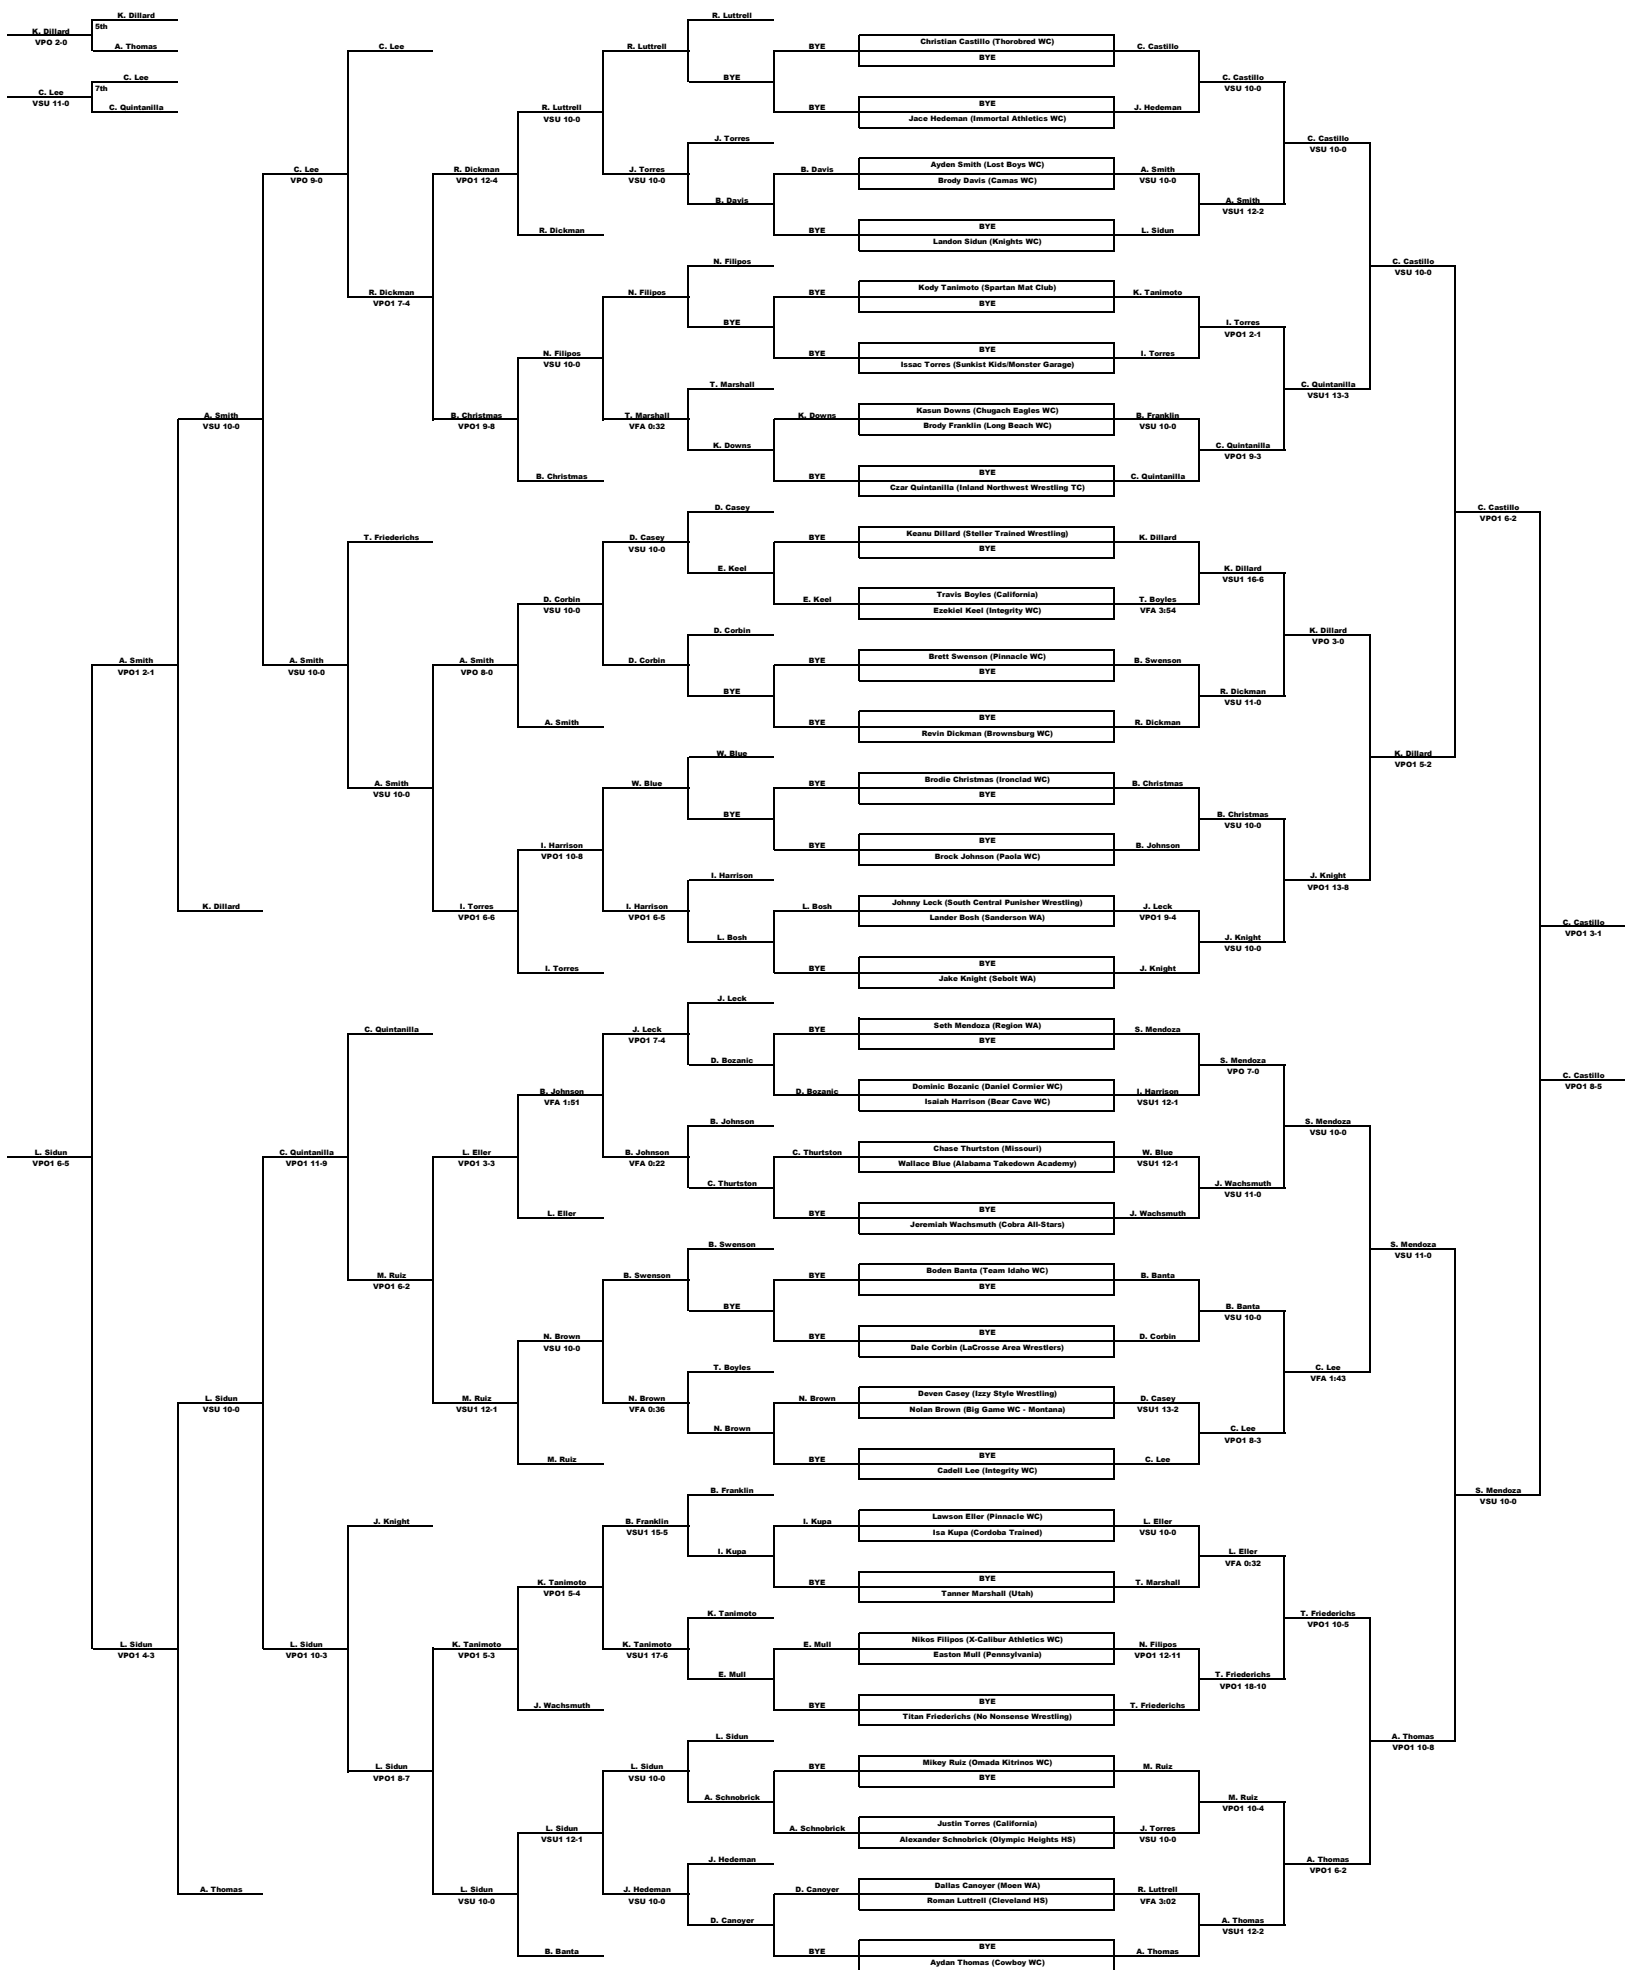 K. Dillard
5th
K. Dillard
VPO 2-0
A. Thomas
C. Lee
7th
C. Lee
VSU 11-0
C. Quintanilla
L. Sidun
VPO1 6-5
A. Smith
VPO1 2-1
L. Sidun
VPO1 4-3
A. Smith
VSU 10-0
K. Dillard
L. Sidun
VSU 10-0
A. Thomas
C. Lee
VPO 9-0
A. Smith
VSU 10-0
C. Quintanilla
VPO1 11-9
L. Sidun
VPO1 10-3
C. Lee
R. Dickman
VPO1 7-4
T. Friederichs
A. Smith
VSU 10-0
C. Quintanilla
M. Ruiz
VPO1 6-2
J. Knight
L. Sidun
VPO1 8-7
R. Dickman
VPO1 12-4
B. Christmas
VPO1 9-8
A. Smith
VPO 8-0
I. Torres
VPO1 6-6
L. Eller
VPO1 3-3
M. Ruiz
VSU1 12-1
K. Tanimoto
VPO1 5-3
L. Sidun
VSU 10-0
R. Luttrell
VSU 10-0
R. Dickman
N. Filipos
VSU 10-0
B. Christmas
D. Corbin
VSU 10-0
A. Smith
I. Harrison
VPO1 10-8
I. Torres
B. Johnson
VFA 1:51
L. Eller
N. Brown
VSU 10-0
M. Ruiz
K. Tanimoto
VPO1 5-4
J. Wachsmuth
L. Sidun
VSU1 12-1
B. Banta
R. Luttrell
J. Torres
VSU 10-0
N. Filipos
T. Marshall
VFA 0:32
D. Casey
VSU 10-0
D. Corbin
W. Blue
I. Harrison
VPO1 6-5
J. Leck
VPO1 7-4
B. Johnson
VFA 0:22
B. Swenson
N. Brown
VFA 0:36
B. Franklin
VSU1 15-5
K. Tanimoto
VSU1 17-6
L. Sidun
VSU 10-0
J. Hedeman
VSU 10-0
R. Luttrell
BYE
J. Torres
B. Davis
N. Filipos
BYE
T. Marshall
K. Downs
D. Casey
E. Keel
D. Corbin
BYE
W. Blue
BYE
I. Harrison
L. Bosh
J. Leck
D. Bozanic
B. Johnson
C. Thurtston
B. Swenson
BYE
T. Boyles
N. Brown
B. Franklin
I. Kupa
K. Tanimoto
E. Mull
L. Sidun
A. Schnobrick
J. Hedeman
D. Canoyer
BYE
BYE
B. Davis
BYE
BYE
BYE
K. Downs
BYE
BYE
E. Keel
BYE
BYE
BYE
BYE
L. Bosh
BYE
BYE
D. Bozanic
C. Thurtston
BYE
BYE
BYE
N. Brown
BYE
I. Kupa
BYE
E. Mull
BYE
BYE
A. Schnobrick
D. Canoyer
BYE
Christian Castillo (Thorobred WC)
BYE
BYE
Jace Hedeman (Immortal Athletics WC)
Ayden Smith (Lost Boys WC)
Brody Davis (Camas WC)
BYE
Landon Sidun (Knights WC)
Kody Tanimoto (Spartan Mat Club)
BYE
BYE
Issac Torres (Sunkist Kids/Monster Garage)
Kasun Downs (Chugach Eagles WC)
Brody Franklin (Long Beach WC)
BYE
Czar Quintanilla (Inland Northwest Wrestling TC)
Keanu Dillard (Steller Trained Wrestling)
BYE
Travis Boyles (California)
Ezekiel Keel (Integrity WC)
Brett Swenson (Pinnacle WC)
BYE
BYE
Revin Dickman (Brownsburg WC)
Brodie Christmas (Ironclad WC)
BYE
BYE
Brock Johnson (Paola WC)
Johnny Leck (South Central Punisher Wrestling)
Lander Bosh (Sanderson WA)
BYE
Jake Knight (Sebolt WA)
Seth Mendoza (Region WA)
BYE
Dominic Bozanic (Daniel Cormier WC)
Isaiah Harrison (Bear Cave WC)
Chase Thurtston (Missouri)
Wallace Blue (Alabama Takedown Academy)
BYE
Jeremiah Wachsmuth (Cobra All-Stars)
Boden Banta (Team Idaho WC)
BYE
BYE
Dale Corbin (LaCrosse Area Wrestlers)
Deven Casey (Izzy Style Wrestling)
Nolan Brown (Big Game WC - Montana)
BYE
Cadell Lee (Integrity WC)
Lawson Eller (Pinnacle WC)
Isa Kupa (Cordoba Trained)
BYE
Tanner Marshall (Utah)
Nikos Filipos (X-Calibur Athletics WC)
Easton Mull (Pennsylvania)
BYE
Titan Friederichs (No Nonsense Wrestling)
Mikey Ruiz (Omada Kitrinos WC)
BYE
Justin Torres (California)
Alexander Schnobrick (Olympic Heights HS)
Dallas Canoyer (Moen WA)
Roman Luttrell (Cleveland HS)
BYE
Aydan Thomas (Cowboy WC)
C. Castillo
J. Hedeman
A. Smith
VSU 10-0
L. Sidun
K. Tanimoto
I. Torres
B. Franklin
VSU 10-0
C. Quintanilla
K. Dillard
T. Boyles
VFA 3:54
B. Swenson
R. Dickman
B. Christmas
B. Johnson
J. Leck
VPO1 9-4
J. Knight
S. Mendoza
I. Harrison
VSU1 12-1
W. Blue
VSU1 12-1
J. Wachsmuth
B. Banta
D. Corbin
D. Casey
VSU1 13-2
C. Lee
L. Eller
VSU 10-0
T. Marshall
N. Filipos
VPO1 12-11
T. Friederichs
M. Ruiz
J. Torres
VSU 10-0
R. Luttrell
VFA 3:02
A. Thomas
C. Castillo
VSU 10-0
A. Smith
VSU1 12-2
I. Torres
VPO1 2-1
C. Quintanilla
VPO1 9-3
K. Dillard
VSU1 16-6
R. Dickman
VSU 11-0
B. Christmas
VSU 10-0
J. Knight
VSU 10-0
S. Mendoza
VPO 7-0
J. Wachsmuth
VSU 11-0
B. Banta
VSU 10-0
C. Lee
VPO1 8-3
L. Eller
VFA 0:32
T. Friederichs
VPO1 18-10
M. Ruiz
VPO1 10-4
A. Thomas
VSU1 12-2
C. Castillo
VSU 10-0
C. Quintanilla
VSU1 13-3
K. Dillard
VPO 3-0
J. Knight
VPO1 13-8
S. Mendoza
VSU 10-0
C. Lee
VFA 1:43
T. Friederichs
VPO1 10-5
A. Thomas
VPO1 6-2
C. Castillo
VSU 10-0
K. Dillard
VPO1 5-2
S. Mendoza
VSU 11-0
A. Thomas
VPO1 10-8
C. Castillo
VPO1 6-2
S. Mendoza
VSU 10-0
C. Castillo
VPO1 3-1
C. Castillo
VPO1 8-5